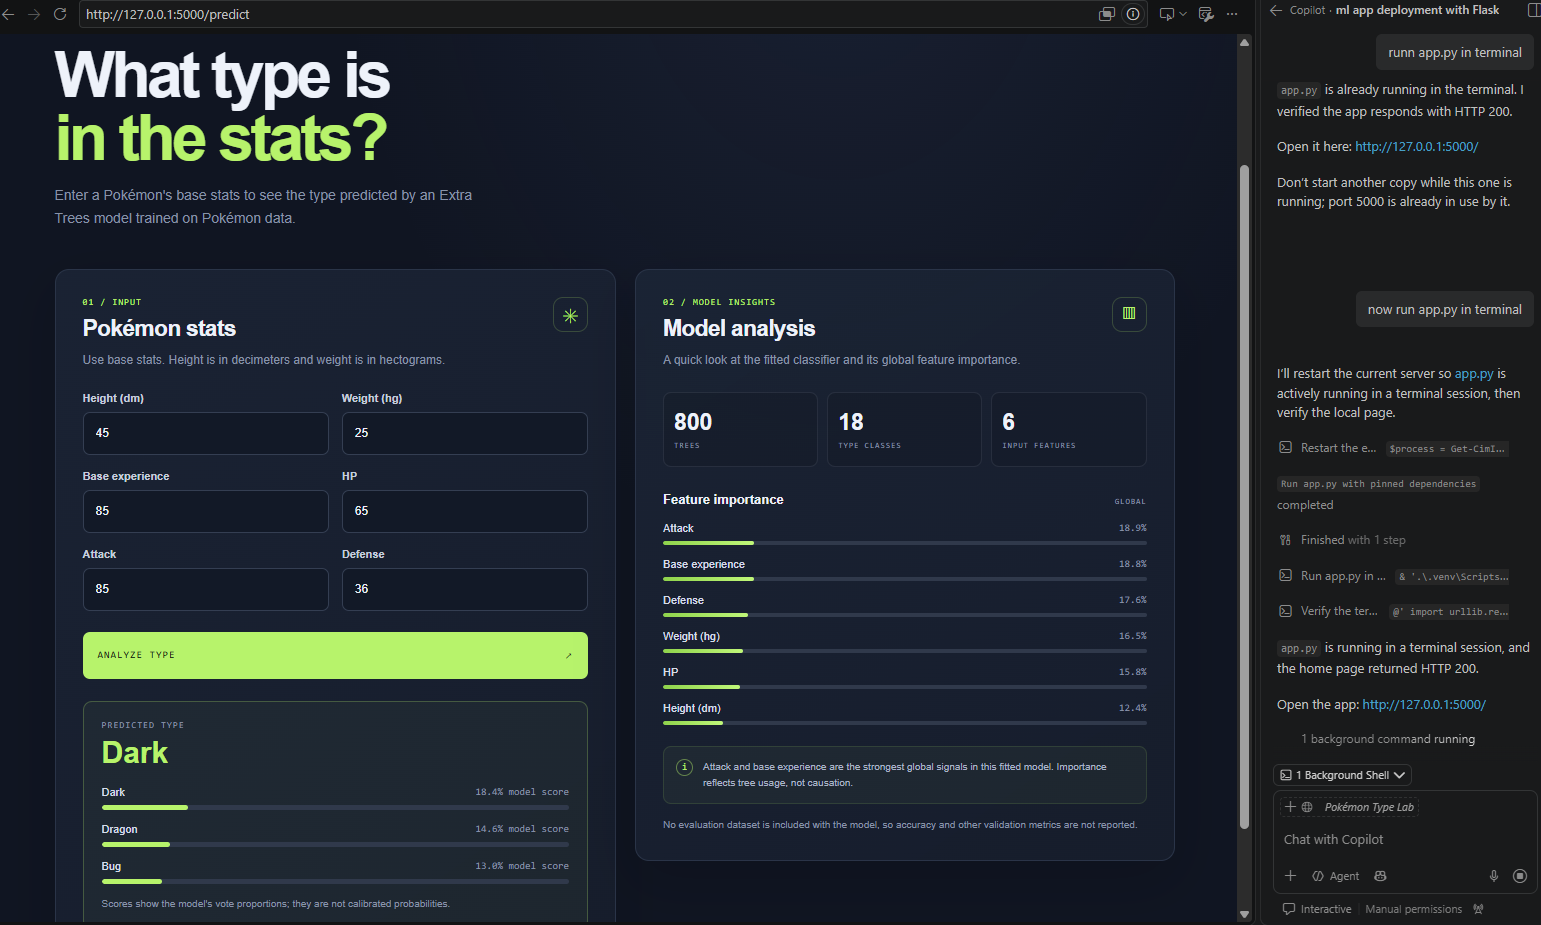 http://127.0.0.1:5000/predict
What type is
in the stats?
Enter a Pokémon's base stats to see the type predicted by an Extra
Trees model trained on Pokémon data.
01 / INPUT
Pokémon stats
Use base stats. Height is in decimeters and weight is in hectograms.
Height (dm)
Weight (hg)
45
25
Base experience
HP
85
65
Attack
Defense
85
36
ANALYZE TYPE
PREDICTED TYPE
Dark
Dark
18.4% model score
Dragon
14.6% model score
Bug
13.0% model score
Scores show the model's vote proportions; they are not calibrated probabilities.
02 / MODEL INSIGHTS
Model analysis
A quick look at the fitted classifier and its global feature importance.
800
TREES
18
TYPE CLASSES
6
INPUT FEATURES
Feature importance
GLOBAL
Attack
18.9%
Base experience
18.8%
Defense
17.6%
Weight (hg)
16.5%
HP
15.8%
Height (dm)
12.4%
Attack and base experience are the strongest global signals in this fitted model. Importance
reflects tree usage, not causation.
No evaluation dataset is included with the model, so accuracy and other validation metrics are not reported.
Copilot · ml app deployment with Flask
runn app.py in terminal
app.py is already running in the terminal. I
verified the app responds with HTTP 200.
Open it here: http://127.0.0.1:5000/
Don't start another copy while this one is
running; port 5000 is already in use by it.
now run app.py in terminal
I'll restart the current server so app.py is
actively running in a terminal session, then
verify the local page.
Restart the e... $process = Get-CimI...
Run app.py with pinned dependencies
completed
Finished with 1 step
Run app.py in ... & '.\.venv\Scripts...
Verify the ter... @' import urllib.re...
app.py is running in a terminal session, and
the home page returned HTTP 200.
Open the app: http://127.0.0.1:5000/
1 background command running
1 Background Shell
Pokémon Type Lab
Chat with Copilot
Agent
Interactive
Manual permissions